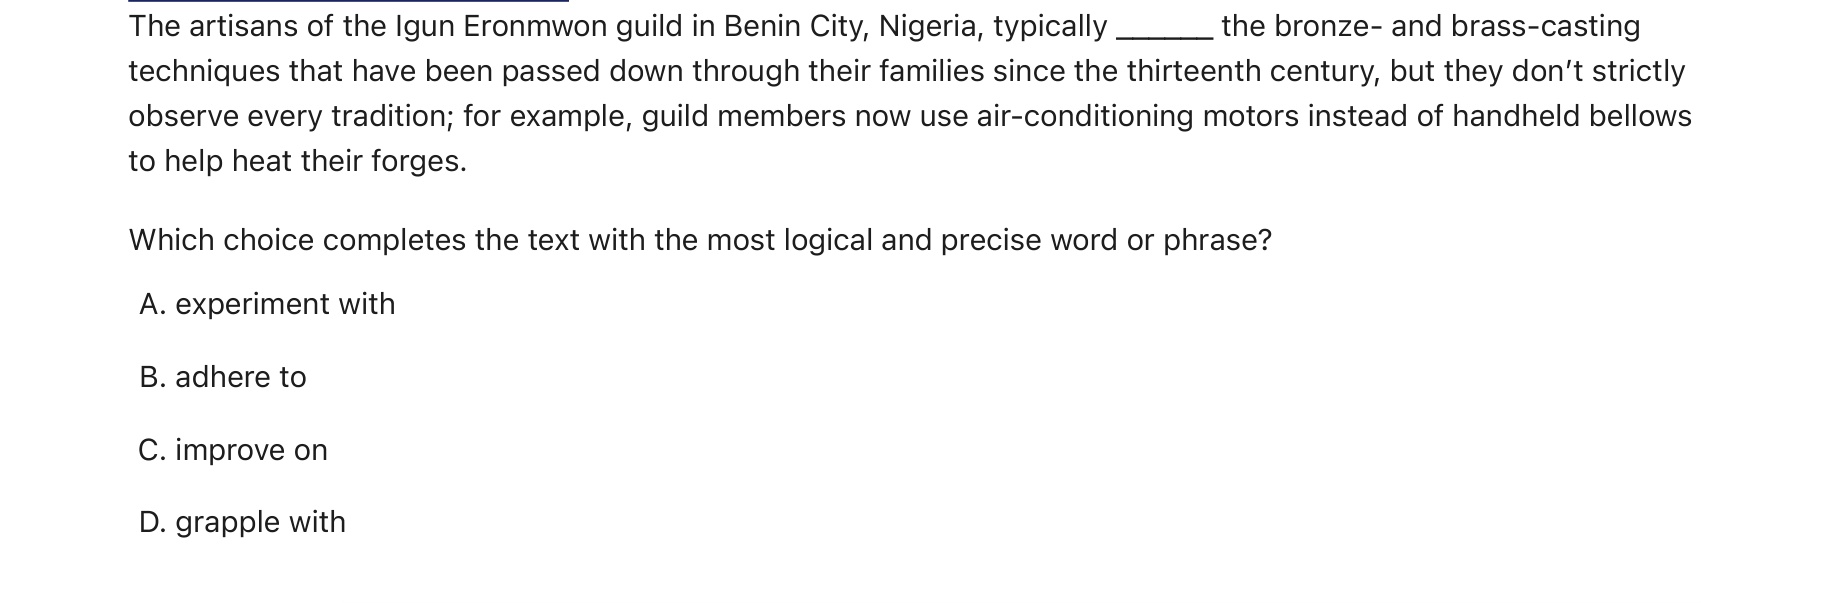 The artisans of the Igun Eronmwon guild in Benin City, Nigeria, typically ______ the bronze- and brass-casting
techniques that have been passed down through their families since the thirteenth century, but they don’t strictly
observe every tradition; for example, guild members now use air-conditioning motors instead of handheld bellows
to help heat their forges.
Which choice completes the text with the most logical and precise word or phrase?
A. experiment with
B. adhere to
C. improve on
D. grapple with